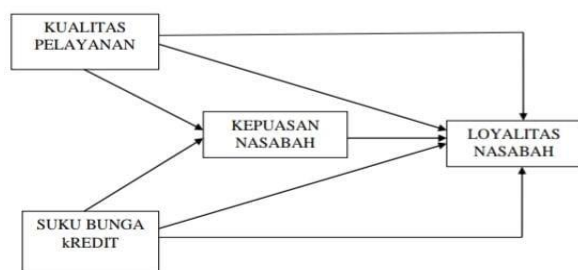 KUALITAS
PELAYANAN
KEPUASAN
NASABAH
LOYALITAS
NASABAH
SUKU BUNGA
kREDIT